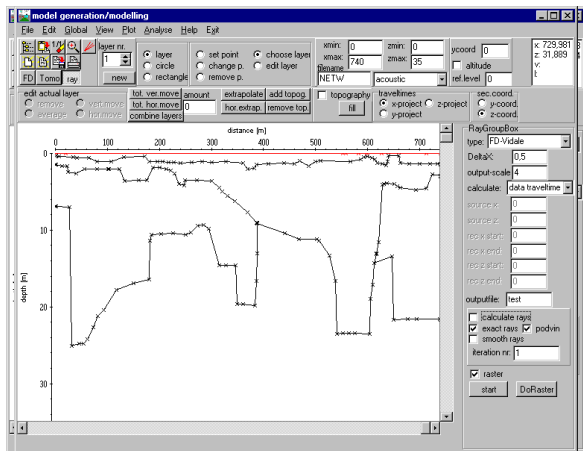 model generation/modelling
File Edit Global View Plot Analyse Help Exit
layer nr.
1
new
FD Tomo ray
layer
circle
rectangle
set point
change p.
remove p.
choose layer
edit layer
xmin: 0 zmin: 0
xmax: 740 zmax: 35
filename
NETW
acoustic
ycoord 0
altitude
rel.level 0
x: 729,981
z: 31,889
v:
l:
edit actual layer
remove vert.move
average hor.move
tot. ver.move
tot. hor.move
combine layers
amount
0
extrapolate
hor.extrap.
add topog.
remove top.
topography
fill
traveltimes
x-project z-project
y-project
sec.coord.
y-coord.
z-coord.
distance [m]
0 100 200 300 400 500 600 700
0
10
20
30
depth [m]
RayGroupBox
type: FD-Vidale
DeltaX: 0,5
output-scale 4
calculate: data traveltime
source x: 0
source z: 0
rec x start: 0
rec x end: 0
rec z start: 0
rec z end: 0
outputfile: test
calculate rays
exact rays podvin
smooth rays
iteration nr. 1
raster
start DoRaster